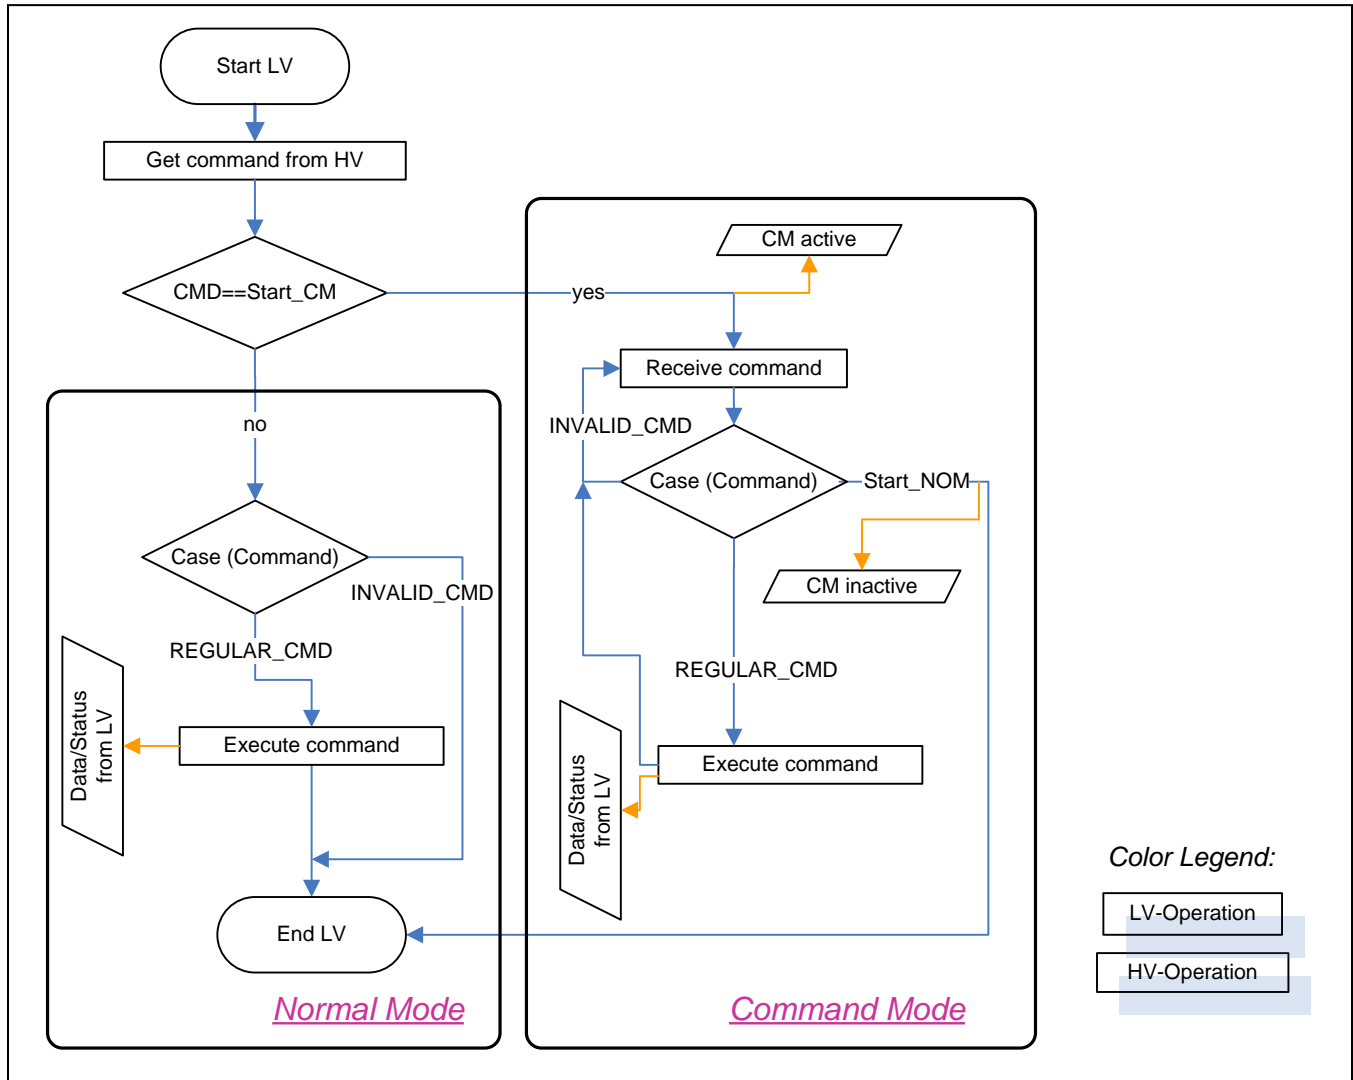 Start LV
Get command from HV
CMD==Start_CM
yes
no
CM active
Receive command
INVALID_CMD
Case (Command)
Start_NOM
CM inactive
REGULAR_CMD
Execute command
Data/Status
from LV
Command Mode
Case (Command)
INVALID_CMD
REGULAR_CMD
Execute command
Data/Status
from LV
End LV
Normal Mode
Color Legend:
LV-Operation
HV-Operation